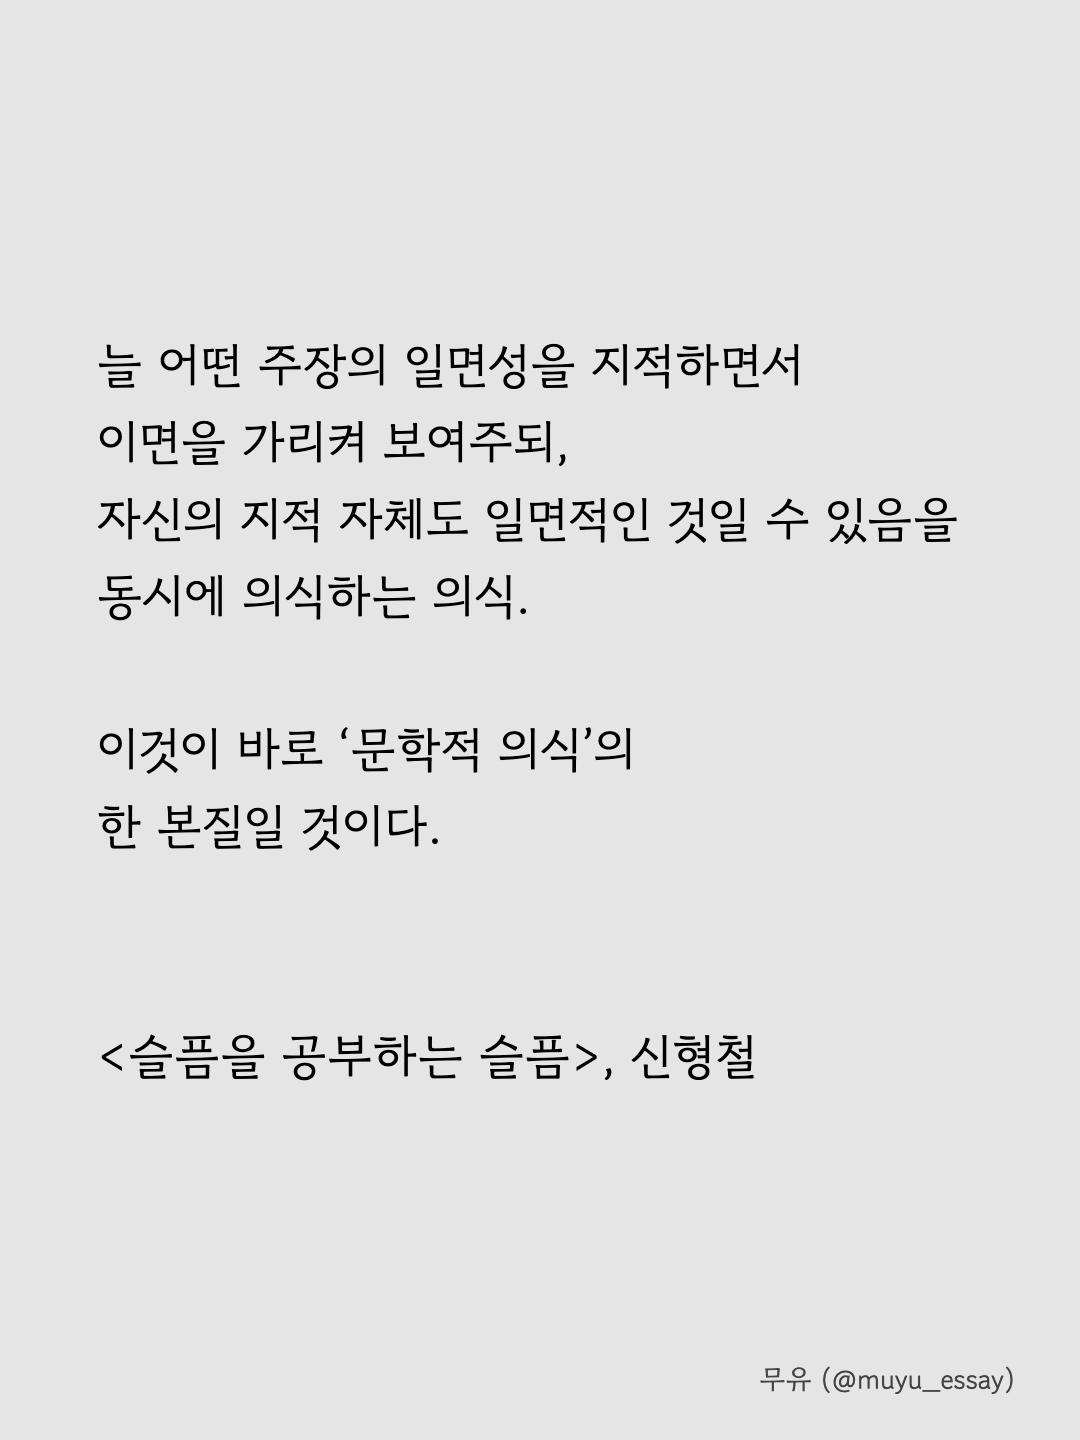 늘 어떤 주장의 일면성을 지적하면서
이면을 가리켜 보여주되,
자신의 지적 자체도 일면적인 것일 수 있음을
동시에 의식하는 의식.
이것이 바로 ‘문학적 의식’의
한 본질일 것이다.
<슬픔을 공부하는 슬픔>, 신형철
무유 (@muyu_essay)